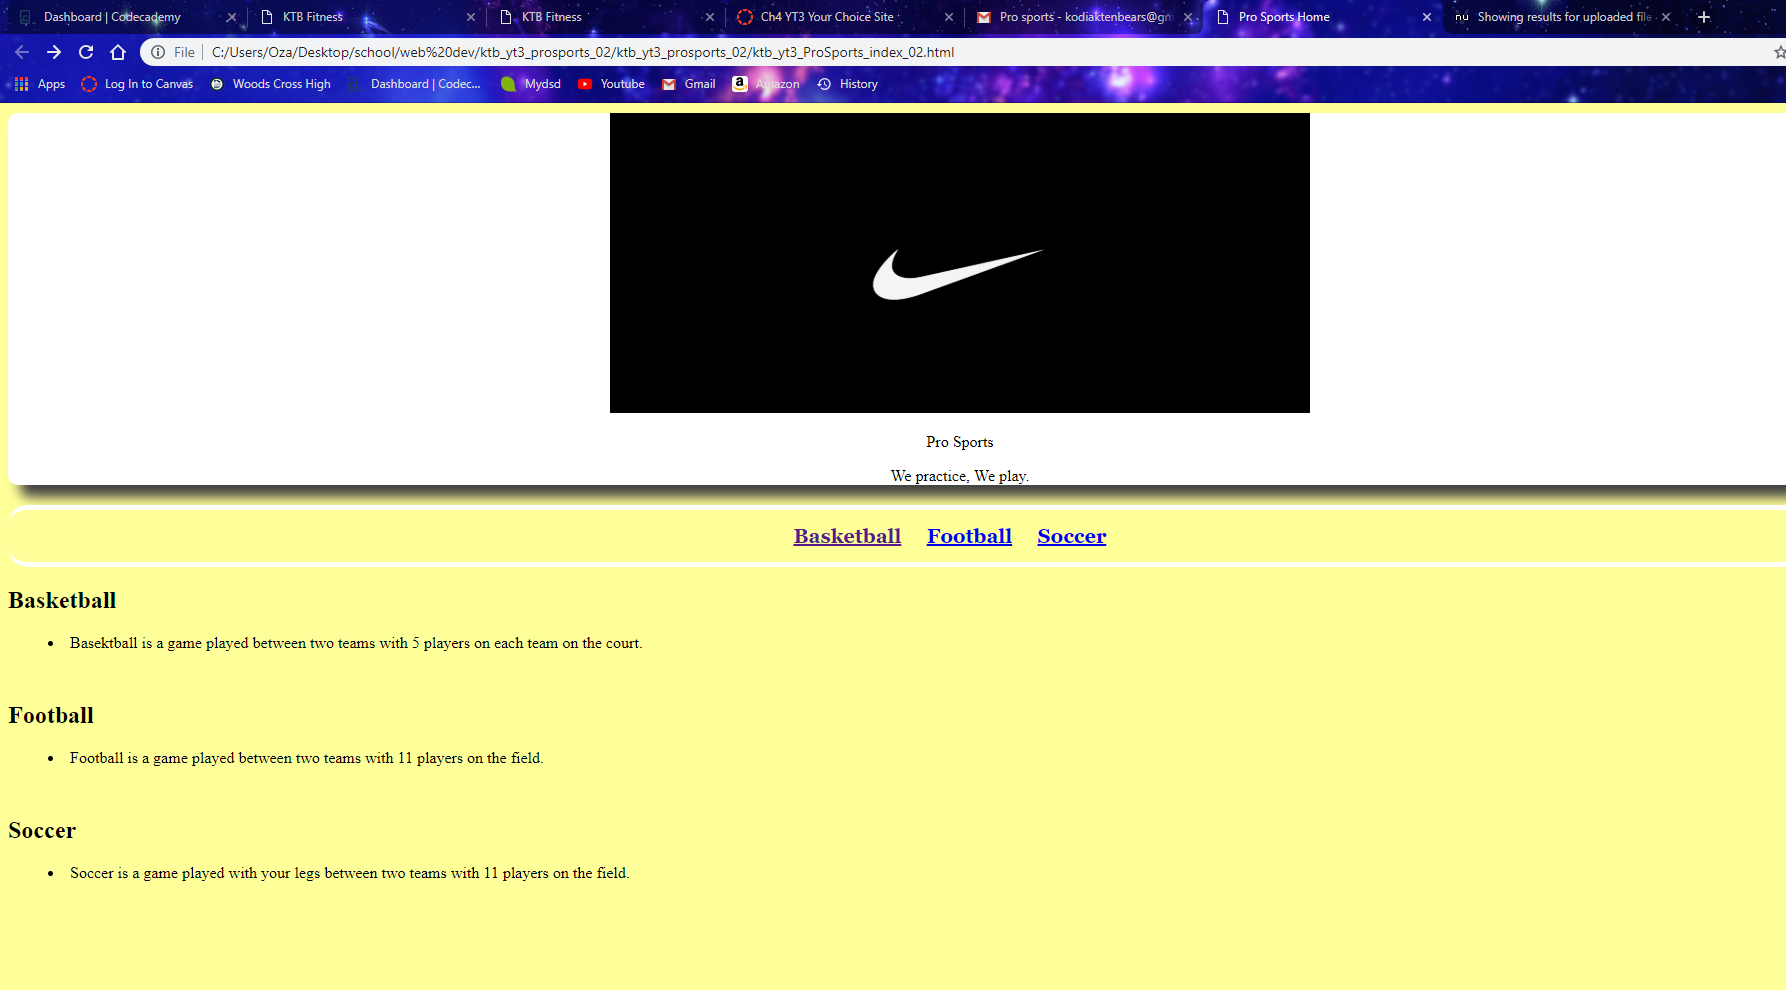 Dashboard | Codecademy KTB Fitness KTB Fitness Ch4 YT3 Your Choice Site Pro sports - kodiaktenbears@gm Pro Sports Home nu Showing results for uploaded file
File C:/Users/Oza/Desktop/school/web%20dev/ktb_yt3_prosports_02/ktb_yt3_prosports_02/ktb_yt3_ProSports_index_02.html
Apps Log In to Canvas Woods Cross High Dashboard | Codec... Mydsd Youtube Gmail Amazon History
Pro Sports
We practice, We play.
Basketball Football Soccer
Basketball
• Basektball is a game played between two teams with 5 players on each team on the court.
Football
• Football is a game played between two teams with 11 players on the field.
Soccer
• Soccer is a game played with your legs between two teams with 11 players on the field.